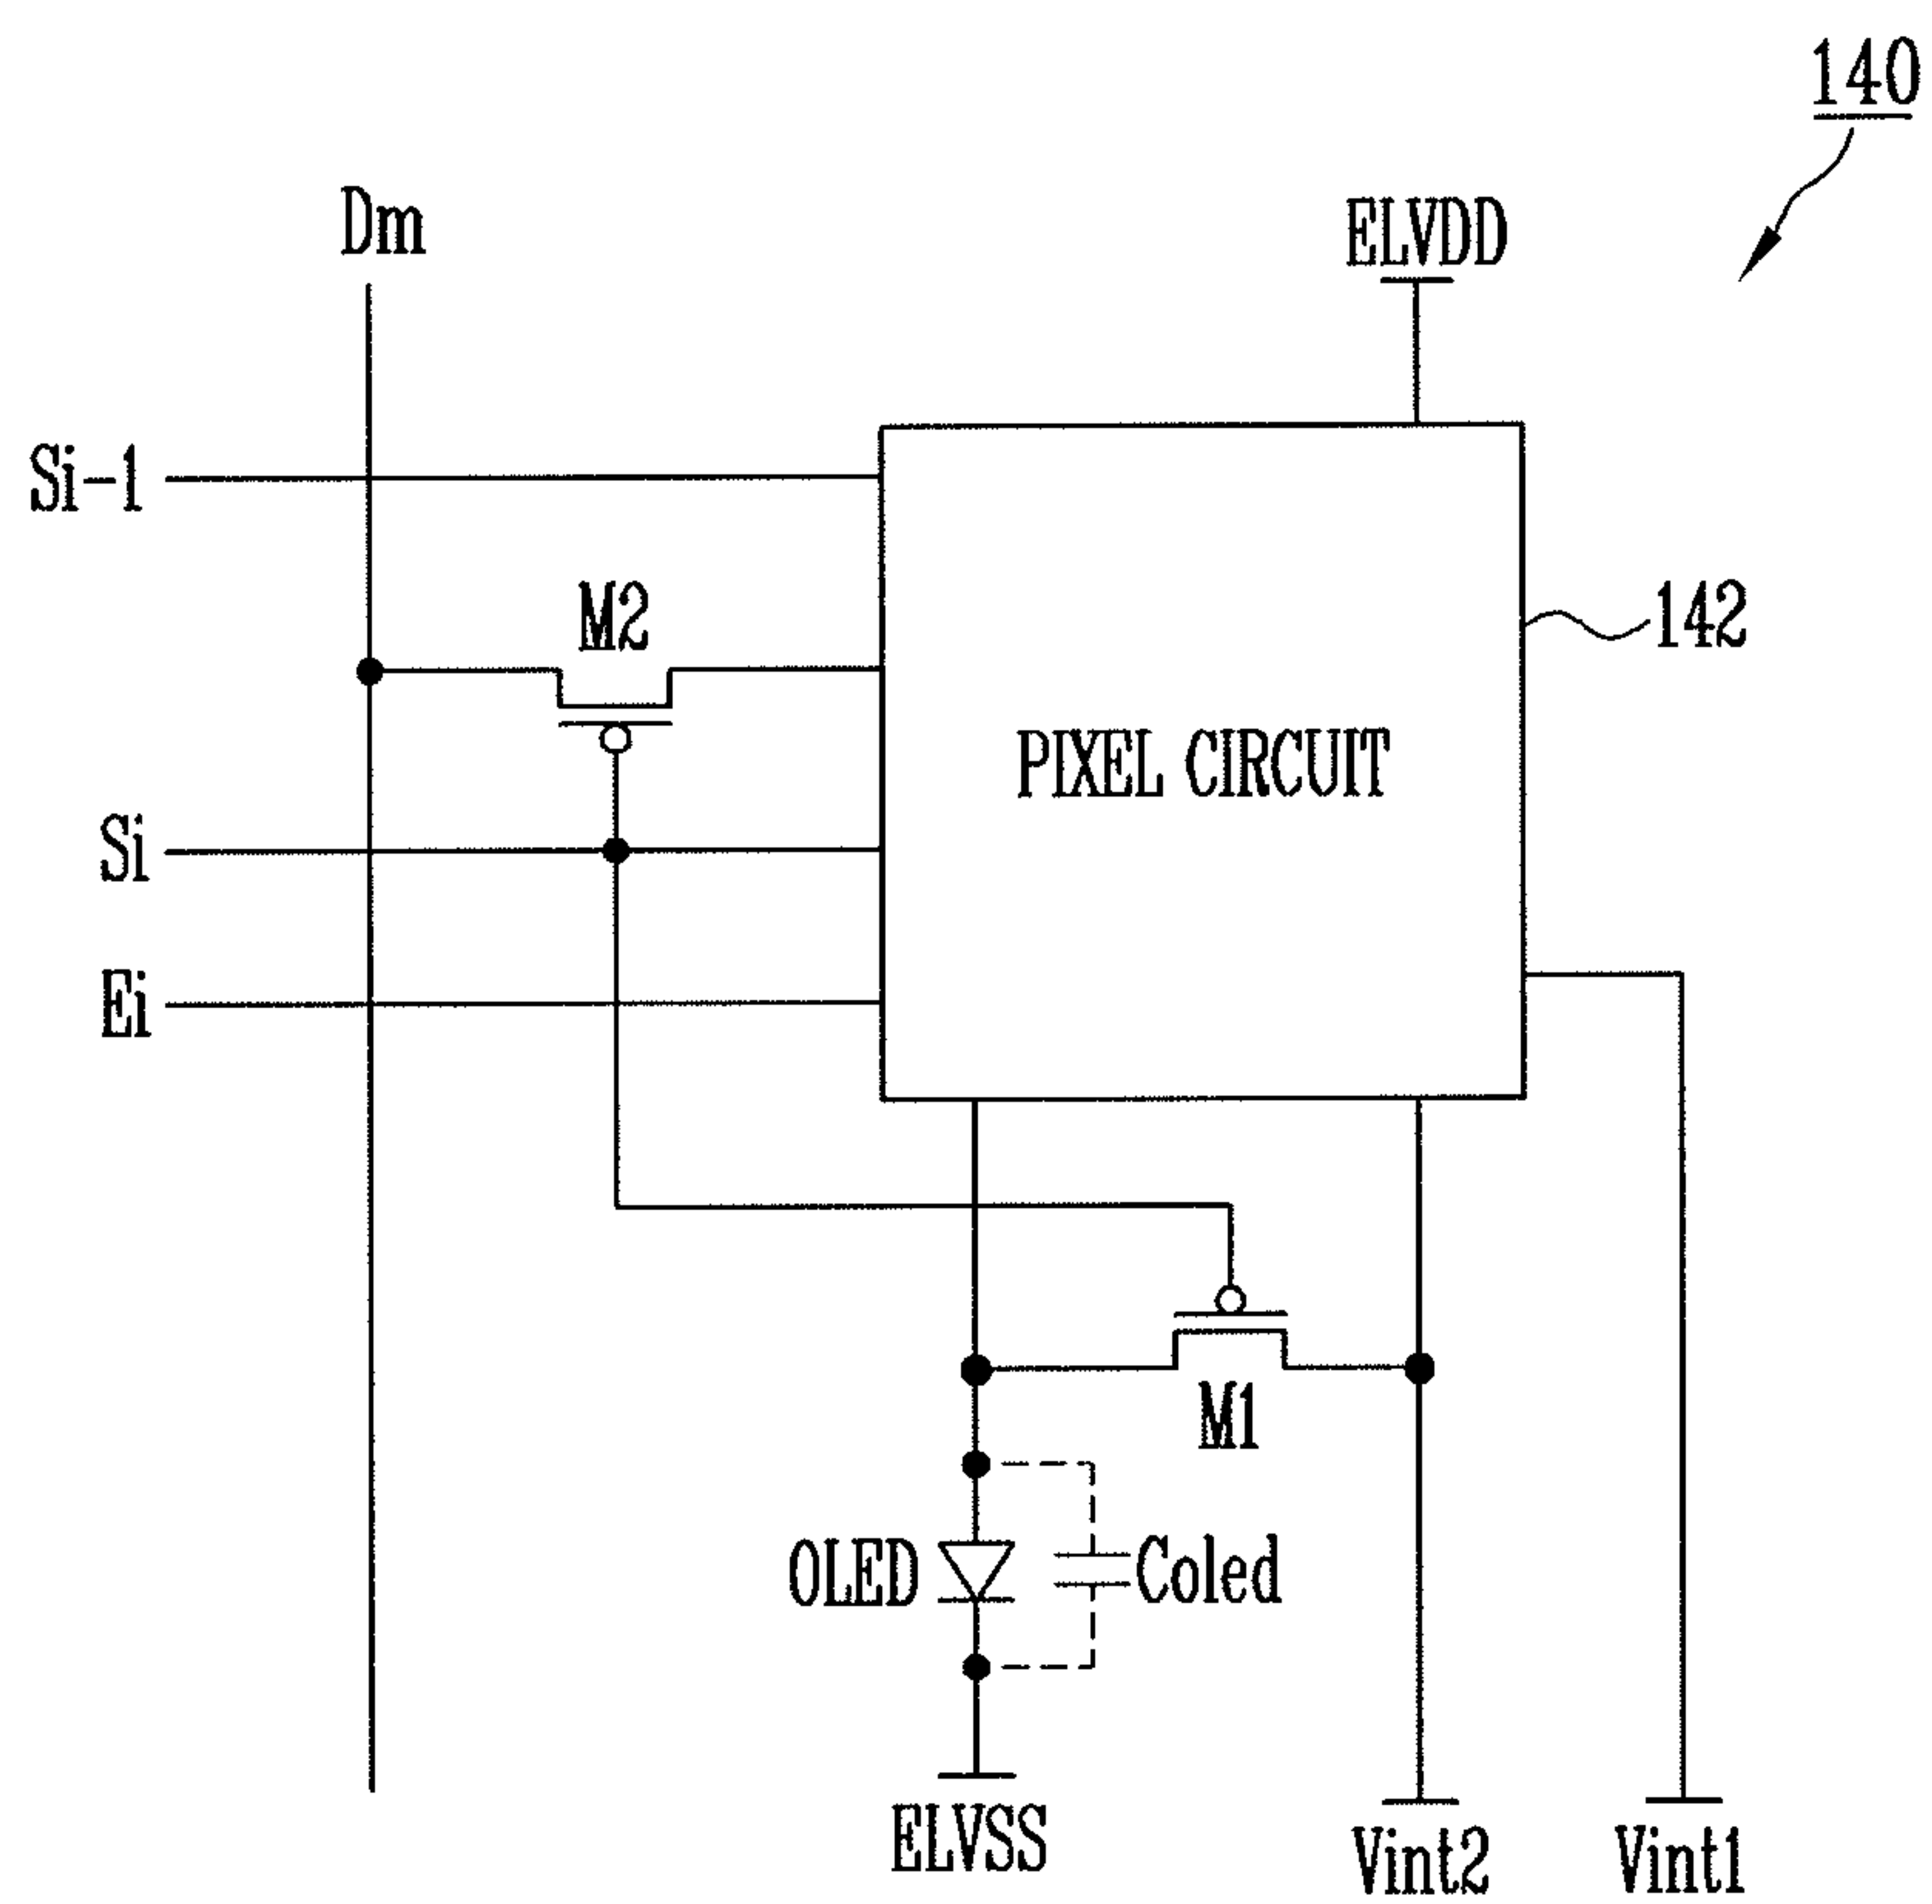 140
Dm
ELVDD
Si-1
M2
142
PIXEL CIRCUIT
Si
Ei
M1
OLED
Coled
ELVSS
Vint2
Vint1